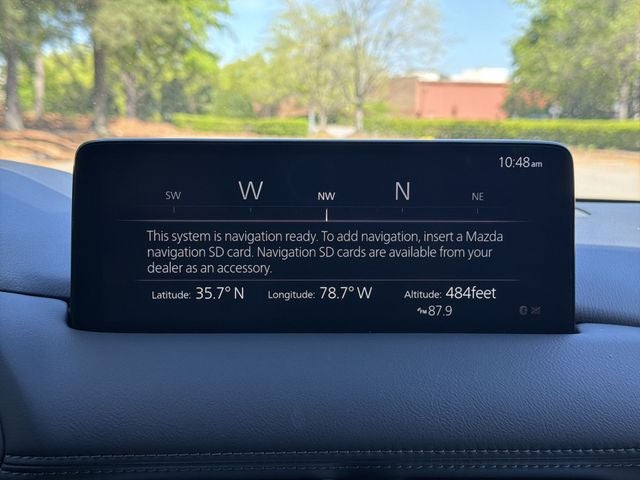 10:48am
SW W NW N NE
This system is navigation ready. To add navigation, insert a Mazda
navigation SD card. Navigation SD cards are available from your
dealer as an accessory.
Latitude: 35.7° N Longitude: 78.7° W Altitude: 484feet
FM 87.9